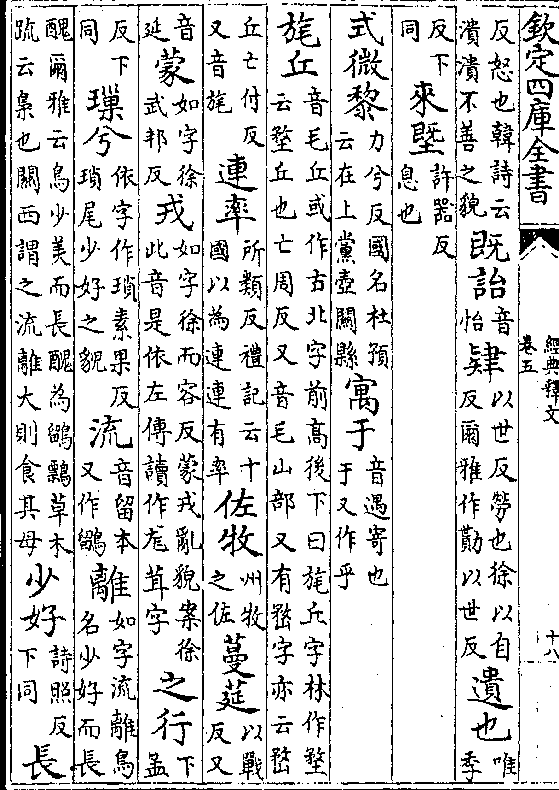 欽定四庫全書
經典釋文
卷五
十八
反怒也韓詩云
潰潰不善之貌
既詒
音
怡
肄
以世反勞也徐以自
反爾雅作勩以世反
遺也
唯
季
反下
同
來塈
許器反
息也
式微黎
力兮反國名杜預
云在上黨壺關縣
寓于
音遇寄也
于又作乎
旄丘
音毛丘或作古北字前高後下曰旄丘字林作堥
云堥丘也亡周反又音毛山部又有嵍字亦云嵍
丘亡付反
又音旄
連率
所類反禮記云十
國以為連連有率
佐牧
州牧
之佐
蔓莚
以戰
反又
音
延
蒙
如字徐
武邦反
戎
如字徐而容反蒙戎亂貌案徐
此音是依左傳讀作尨茸字
之行
下
孟
反下
同
璅兮
依字作瑣素果反
瑣尾少好之貌
流
音留本
又作鶹
離
如字流離鳥
名少好而長
醜爾雅云鳥少美而長醜為鶹鷅草木
疏云梟也關西謂之流離大則食其母
少好
詩照反
下同
長